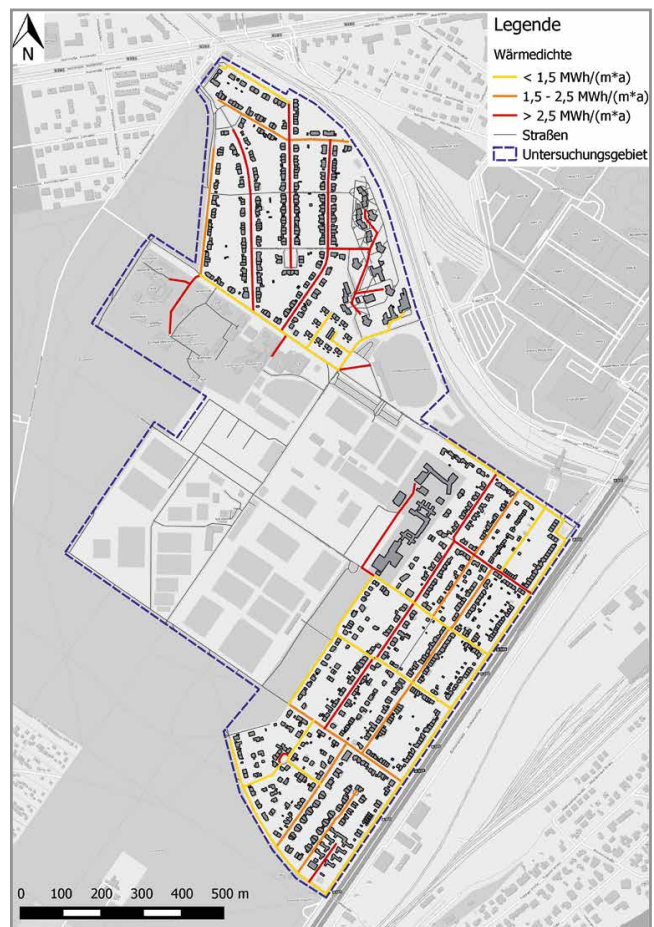 N
Legende
Wärmedichte
< 1,5 MWh/(m*a)
1,5 - 2,5 MWh/(m*a)
> 2,5 MWh/(m*a)
Straßen
Untersuchungsgebiet
0 100 200 300 400 500 m